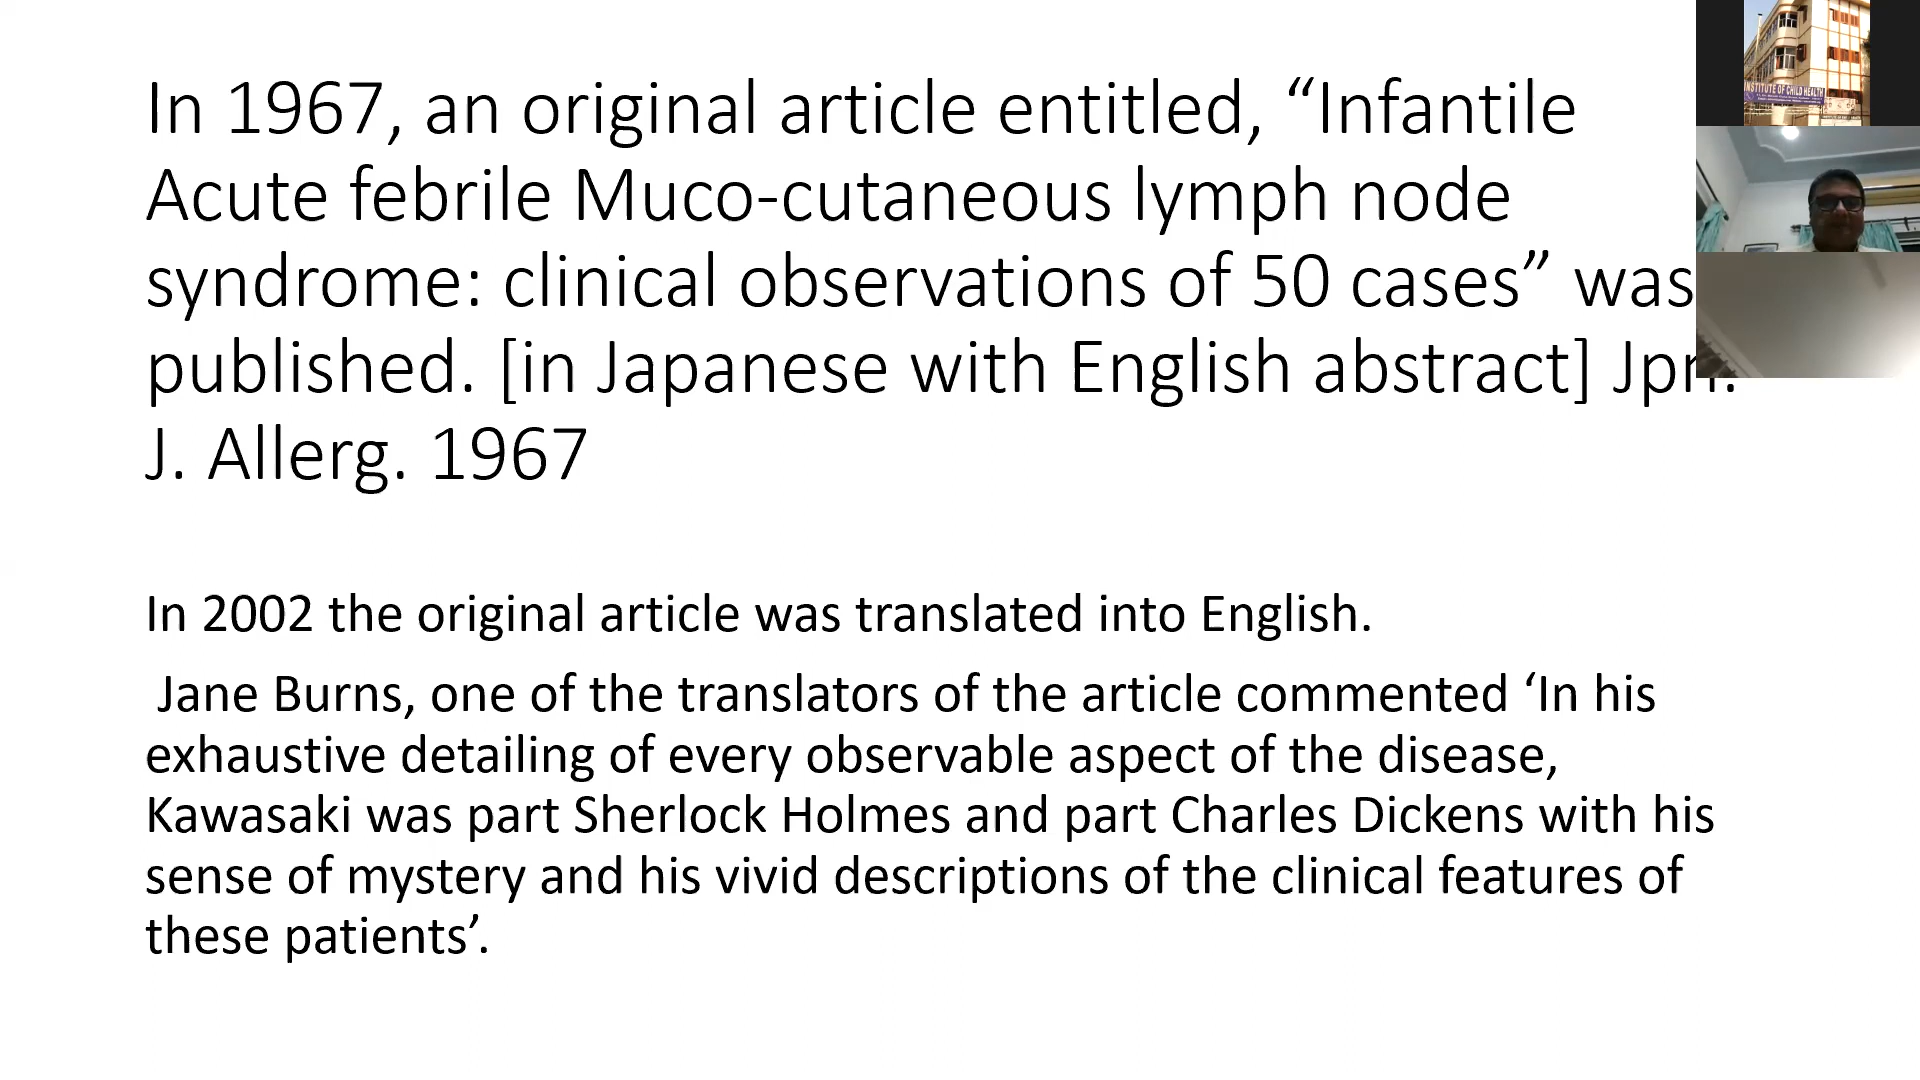 In 1967, an original article entitled, “Infantile
Acute febrile Muco-cutaneous lymph node
syndrome: clinical observations of 50 cases” was
published. [in Japanese with English abstract] Jpn.
J. Allerg. 1967
In 2002 the original article was translated into English.
Jane Burns, one of the translators of the article commented ‘In his
exhaustive detailing of every observable aspect of the disease,
Kawasaki was part Sherlock Holmes and part Charles Dickens with his
sense of mystery and his vivid descriptions of the clinical features of
these patients’.
INSTITUTE OF CHILD HEALTH